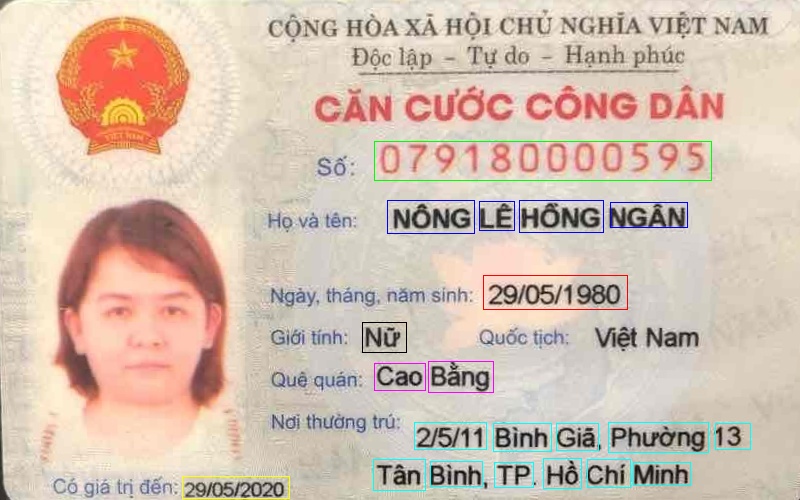 CỘNG HÒA XÃ HỘI CHỦ NGHĨA VIỆT NAM
Độc lập - Tự do - Hạnh phúc
CĂN CƯỚC CÔNG DÂN
Số: 079180000595
Họ và tên: NÔNG LÊ HỒNG NGÂN
Ngày, tháng, năm sinh: 29/05/1980
Giới tính: Nữ Quốc tịch: Việt Nam
Quê quán: Cao Bằng
Nơi thường trú: 2/5/11 Bình Giã, Phường 13
Tân Bình, TP. Hồ Chí Minh
Có giá trị đến: 29/05/2020
VIỆT NAM